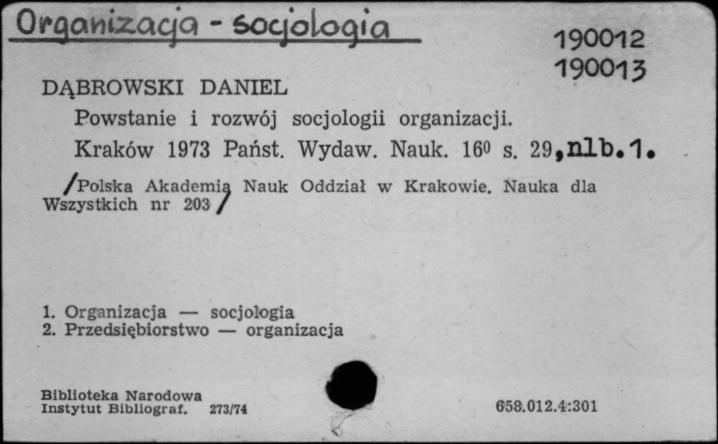 Organizacja - socjologia
190012
190013
DĄBROWSKI DANIEL
Powstanie i rozwój socjologii organizacji.
Kraków 1973 Państ. Wydaw. Nauk. 16⁰ s. 29,nlb.1.
/Polska Akademia Nauk Oddział w Krakowie. Nauka dla
Wszystkich nr 203/
1. Organizacja — socjologia
2. Przedsiębiorstwo — organizacja
Biblioteka Narodowa
Instytut Bibliograf. 273/74
658.012.4:301